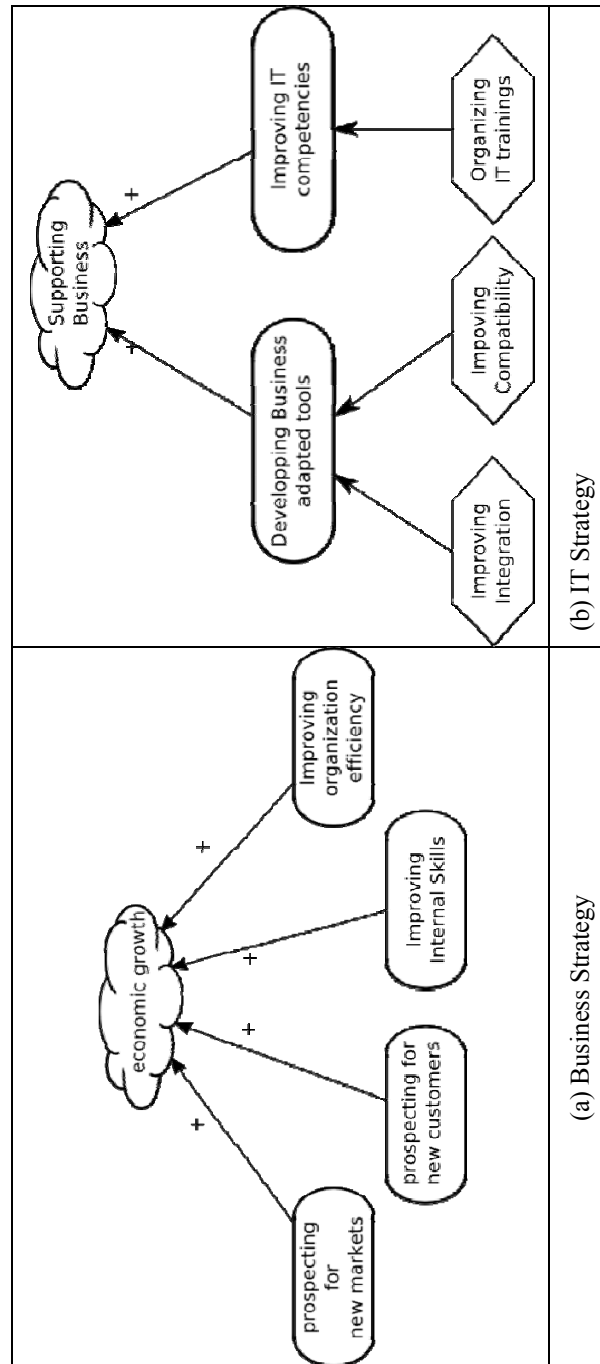 economic growth
+
+
+
+
prospecting
for
new markets
prospecting for
new customers
Improving
Internal Skills
Improving
organization
efficiency
(a) Business Strategy
Supporting
Business
+
+
Developping Business
adapted tools
Improving IT
competencies
Improving
Integration
Impoving
Compatibility
Organizing
IT trainings
(b) IT Strategy